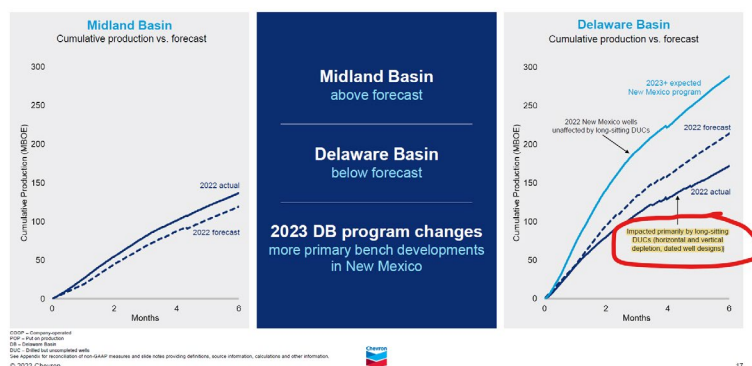 Midland Basin
Cumulative production vs. forecast
Cumulative Production (MBOE)
300
250
200
150
100
50
0
2022 actual
2022 forecast
0
2
4
6
Months
Midland Basin
above forecast
Delaware Basin
below forecast
2023 DB program changes
more primary bench developments
in New Mexico
Delaware Basin
Cumulative production vs. forecast
Cumulative Production (MBOE)
300
250
200
150
100
50
0
2023+ expected
New Mexico program
2022 New Mexico wells
unaffected by long-sitting DUCs
2022 forecast
2022 actual
Impacted primarily by long-sitting
DUCs (horizontal and vertical
depletion, dated well designs)
0
2
4
6
Months
COOP – Company-operated
POP – Put on production
DB – Delaware Basin
DUC – Drilled but uncompleted wells
See Appendix for reconciliation of non-GAAP measures and slide notes providing definitions, source information, calculations and other information.
© 2022 Chevron
Chevron
17